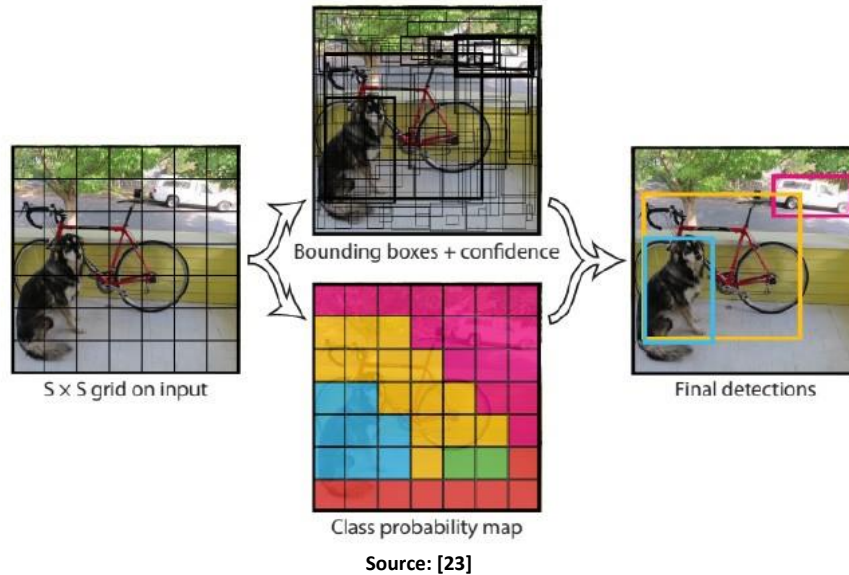 Bounding boxes + confidence
S × S grid on input
Final detections
Class probability map
Source: [23]